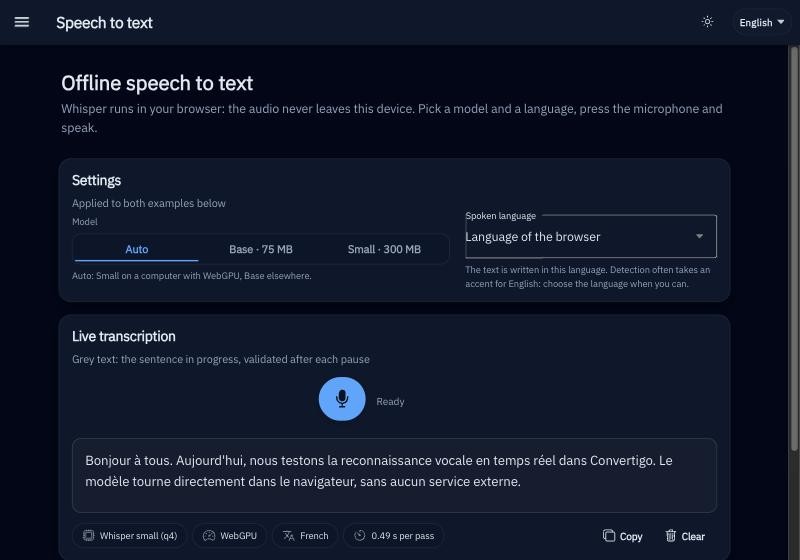 Speech to text
English
Offline speech to text
Whisper runs in your browser: the audio never leaves this device. Pick a model and a language, press the microphone and
speak.
Settings
Applied to both examples below
Model
Auto
Base · 75 MB
Small · 300 MB
Auto: Small on a computer with WebGPU, Base elsewhere.
Spoken language
Language of the browser
The text is written in this language. Detection often takes an
accent for English: choose the language when you can.
Live transcription
Grey text: the sentence in progress, validated after each pause
Ready
Bonjour à tous. Aujourd'hui, nous testons la reconnaissance vocale en temps réel dans Convertigo. Le
modèle tourne directement dans le navigateur, sans aucun service externe.
Whisper small (q4)
WebGPU
French
0.49 s per pass
Copy
Clear